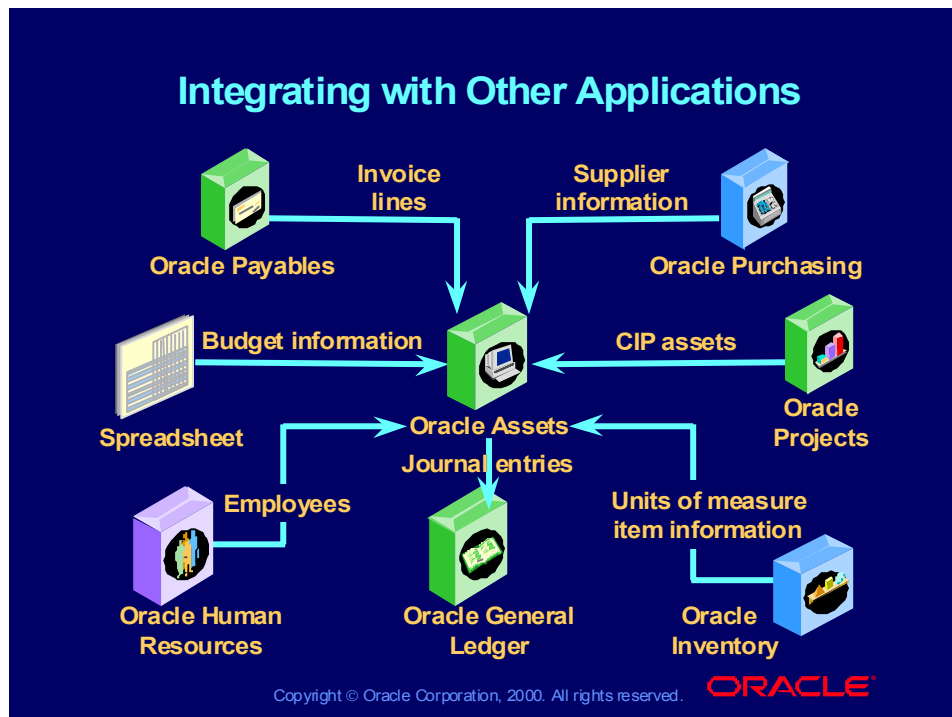 Integrating with Other Applications
Invoice
lines
Supplier
information
Oracle Payables
Oracle Purchasing
Budget information
CIP assets
Spreadsheet
Oracle Assets
Oracle
Projects
Journal entries
Employees
Units of measure
item information
Oracle Human
Resources
Oracle General
Ledger
Oracle
Inventory
Copyright © Oracle Corporation, 2000. All rights reserved.
ORACLE®